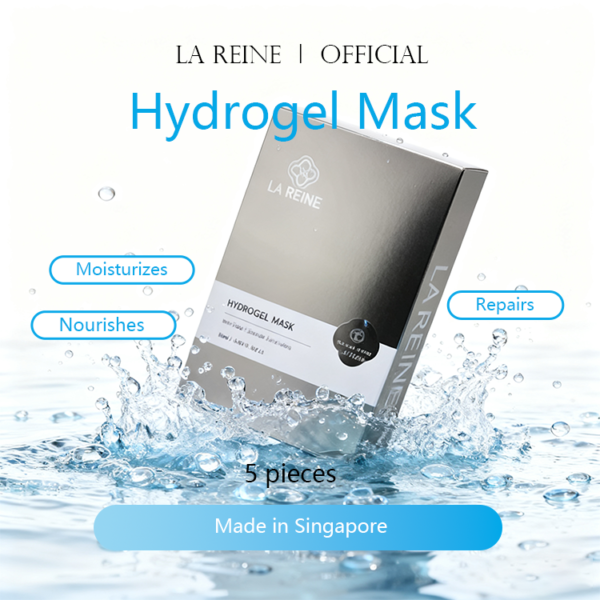 LA REINE | OFFICIAL
Hydrogel Mask
LA REINE
Moisturizes
Nourishes
Repairs
HYDROGEL MASK
LA REINE
5 pieces
Made in Singapore